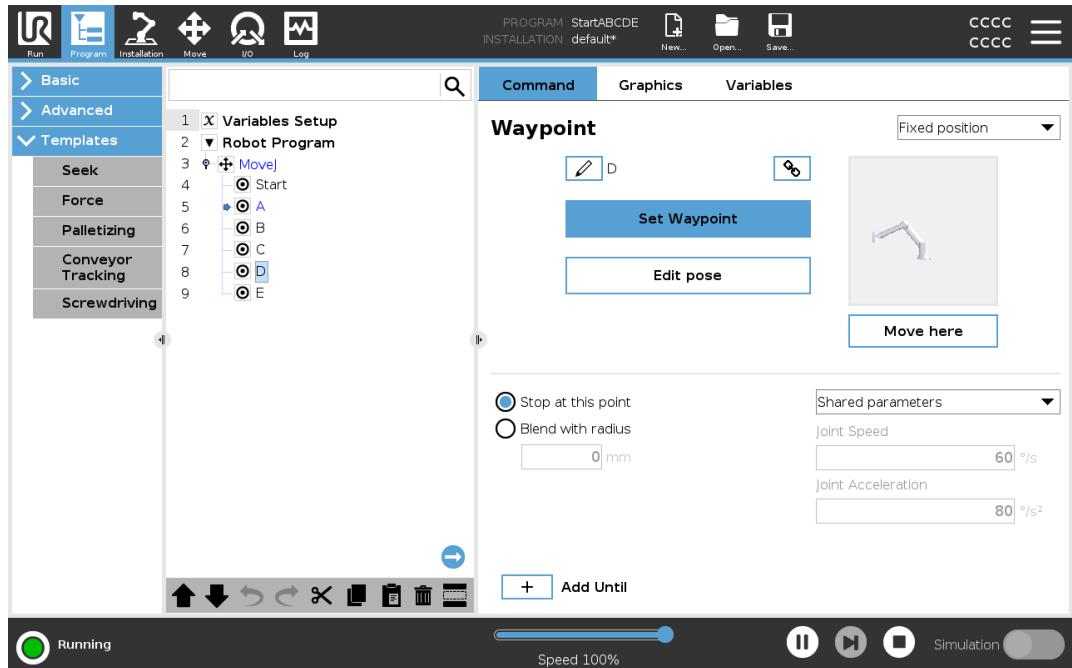 UR
PROGRAM StartABCDE
INSTALLATION default*
CCCC
CCCC
Run Program Installation Move I/O Log New... Open... Save...
Basic
Advanced
Templates
Seek
Force
Palletizing
Conveyor
Tracking
Screwdriving
1 x Variables Setup
2 Robot Program
3 MoveJ
4 Start
5 A
6 B
7 C
8 D
9 E
Command Graphics Variables
Waypoint
Fixed position
D
Set Waypoint
Edit pose
Move here
Stop at this point
Blend with radius
0 mm
Shared parameters
Joint Speed
60 °/s
Joint Acceleration
80 °/s²
+ Add Until
Running
Speed 100%
Simulation